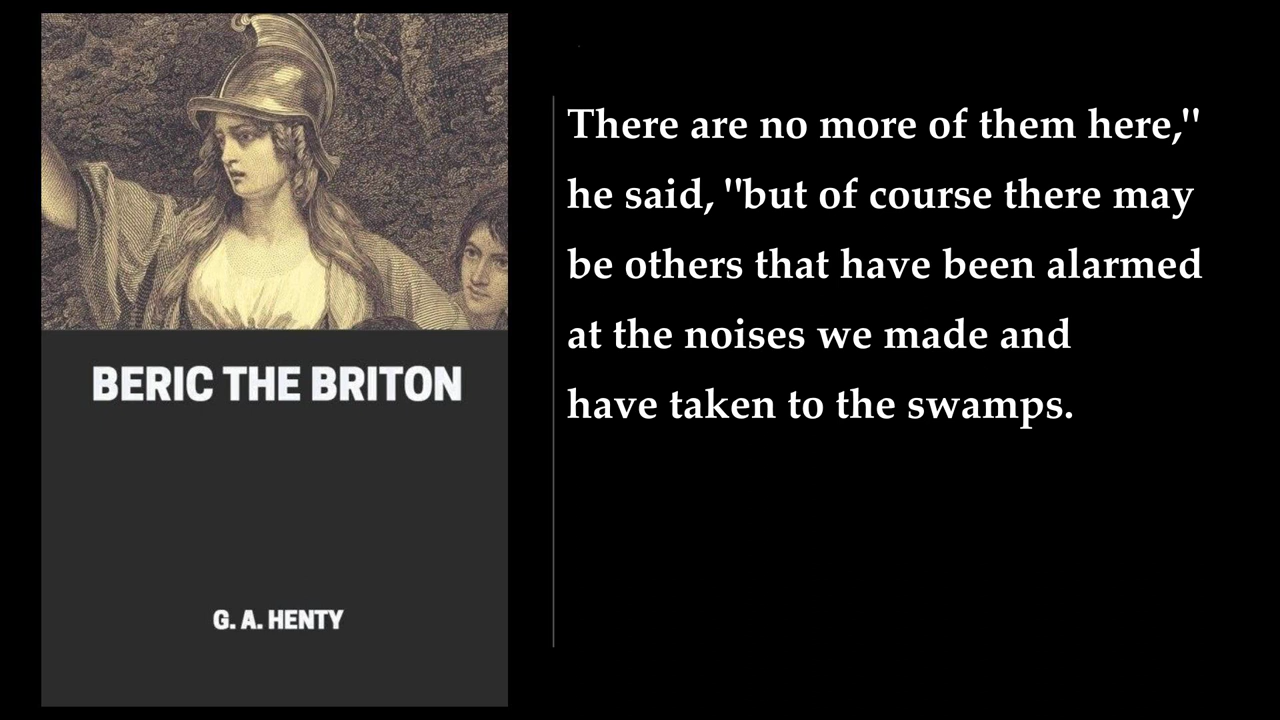 BERIC THE BRITON
G. A. HENTY
There are no more of them here,"
he said, "but of course there may
be others that have been alarmed
at the noises we made and
have taken to the swamps.